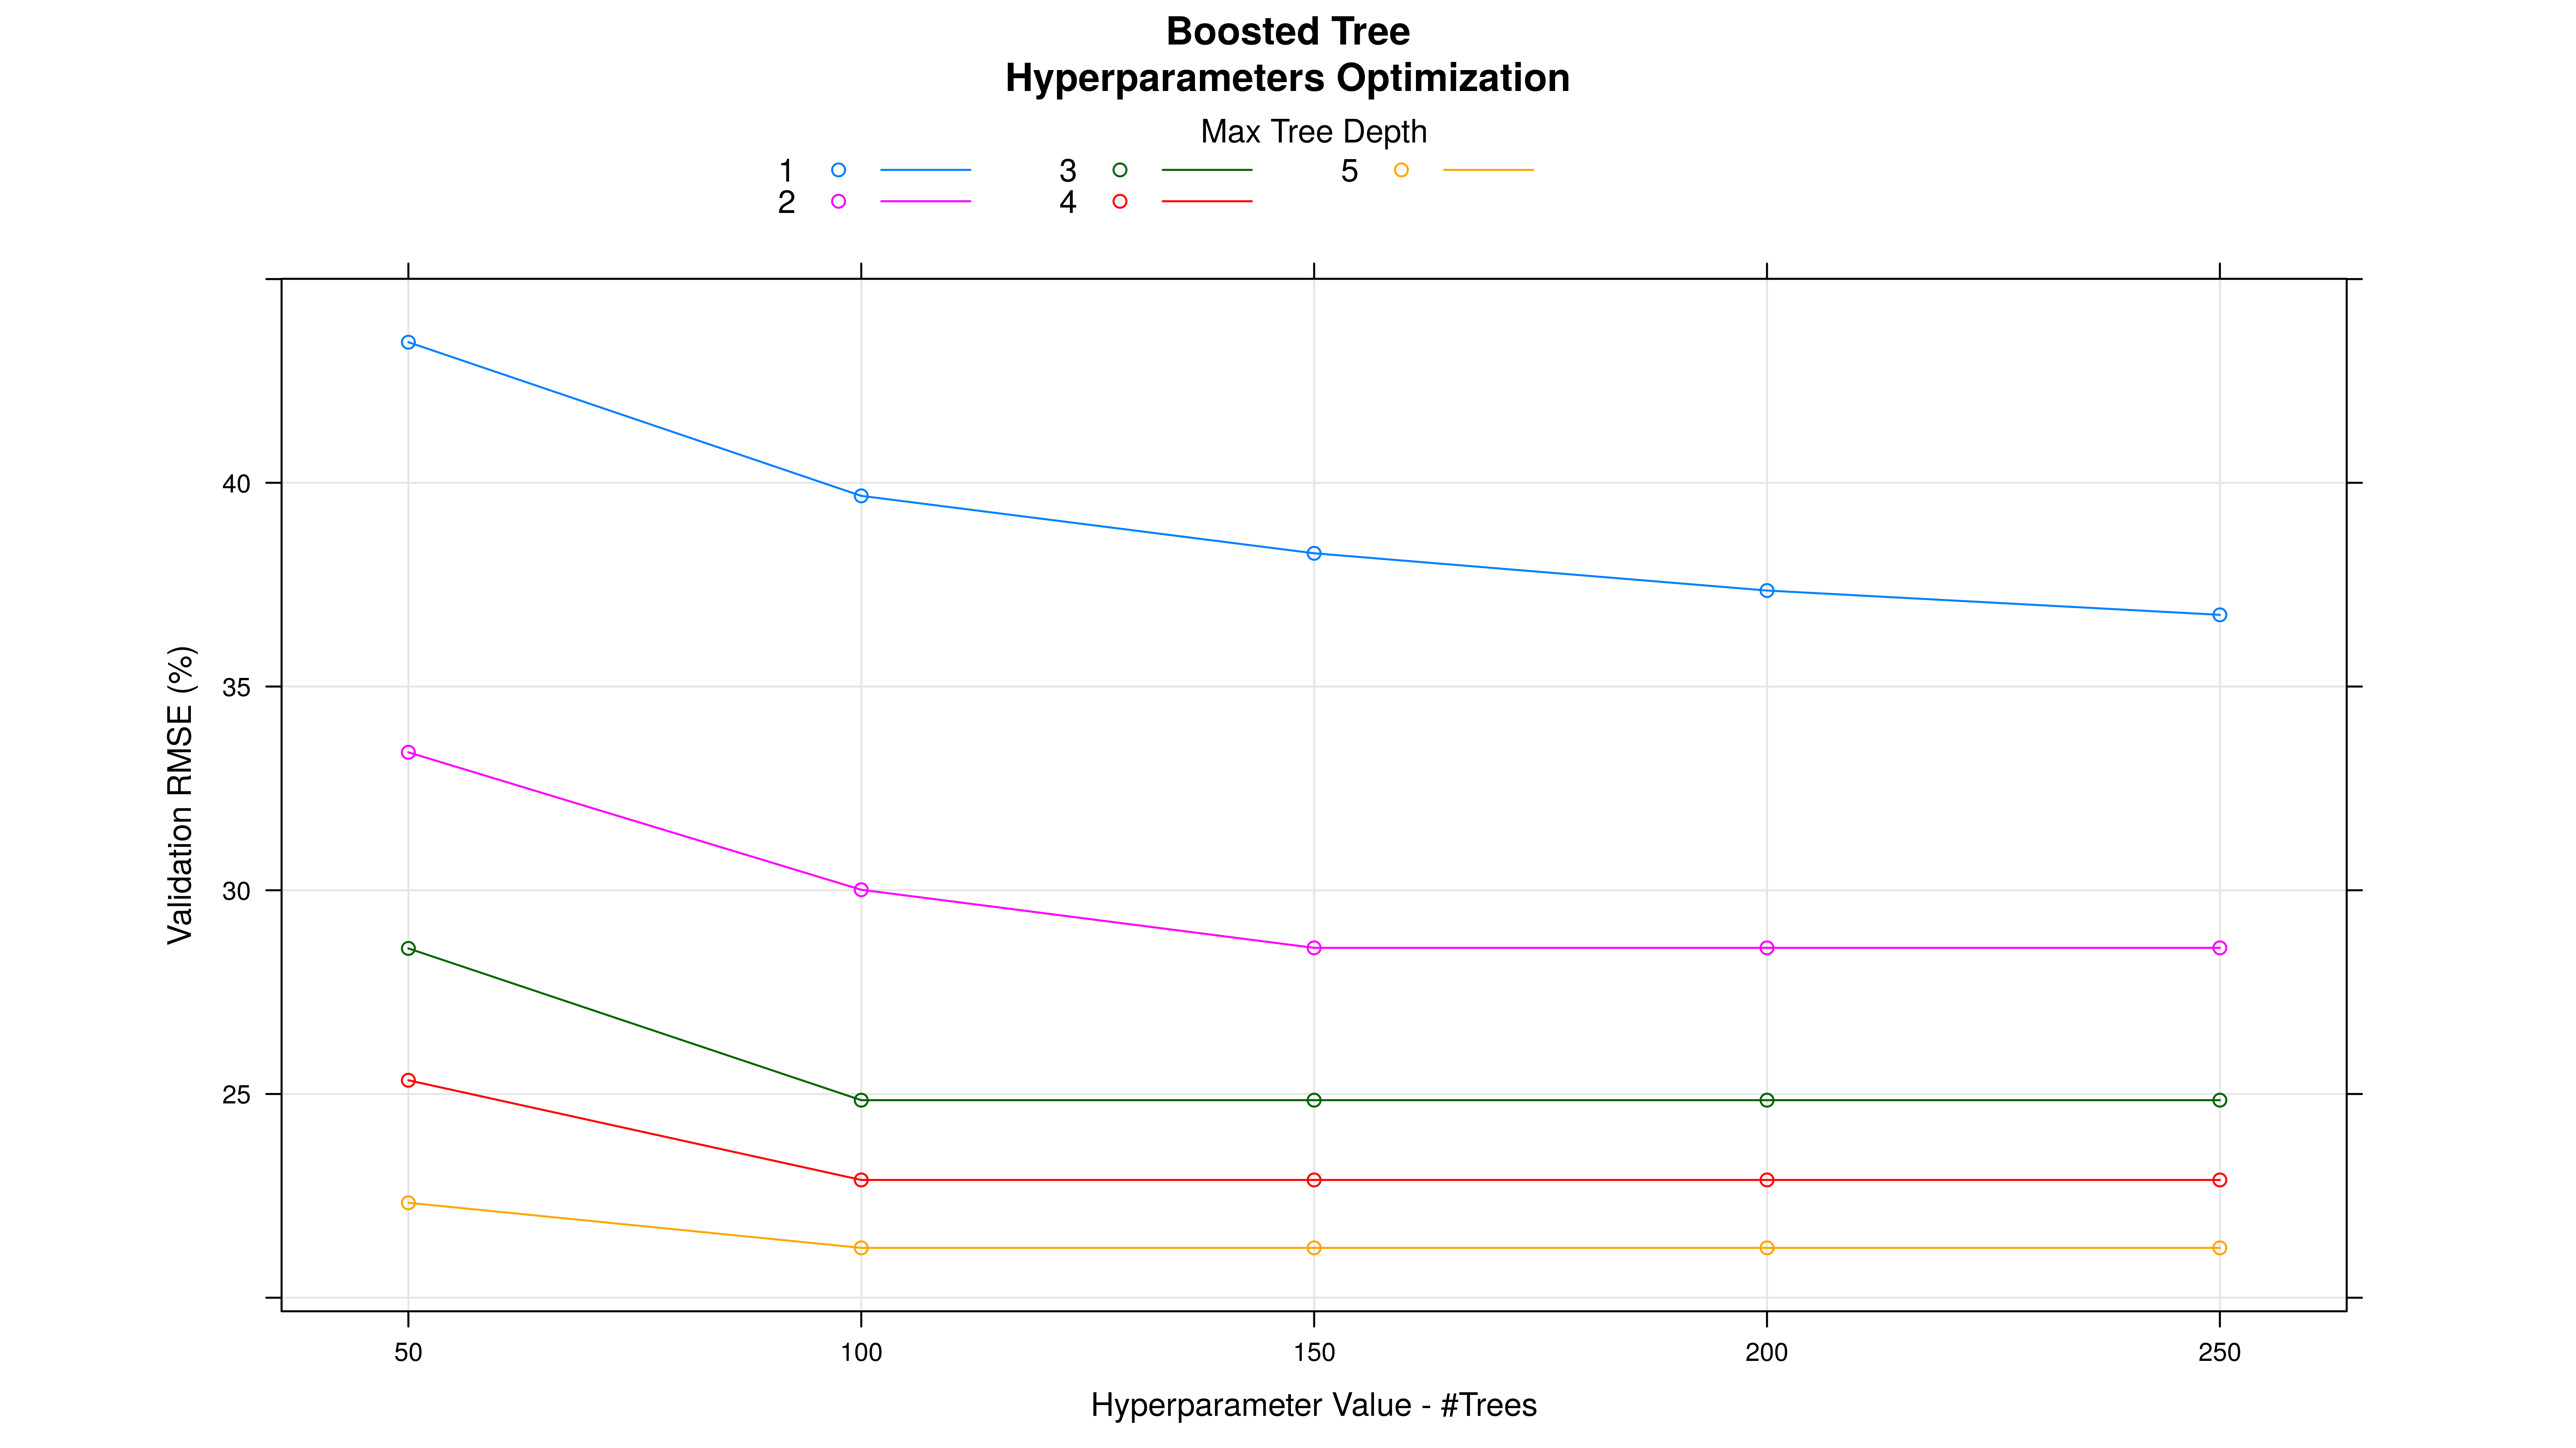 Boosted Tree
Hyperparameters Optimization
Max Tree Depth
1 3 5
2 4
40
35
30
25
Validation RMSE (%)
50 100 150 200 250
Hyperparameter Value - #Trees